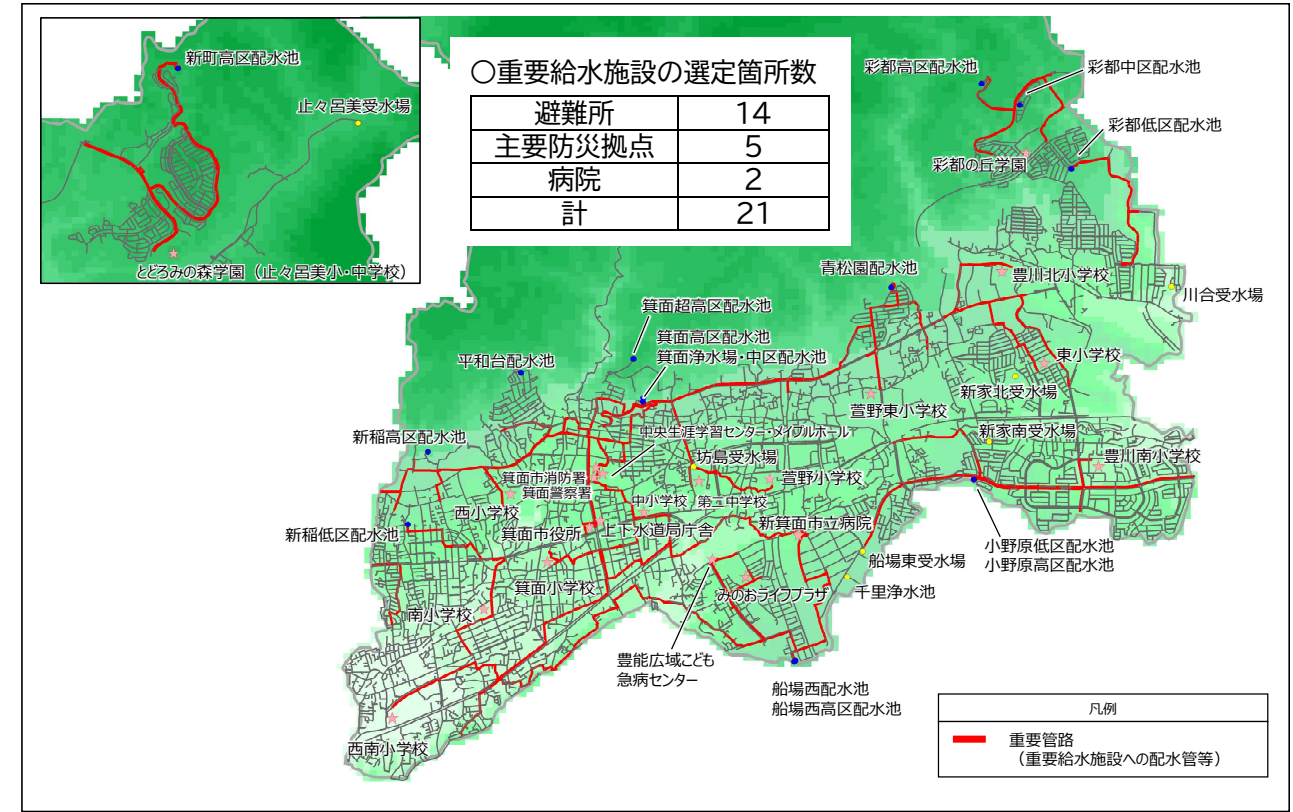 新町高区配水池
止々呂美受水場
とどろみの森学園（止々呂美小・中学校）
〇重要給水施設の選定箇所数
避難所 14
主要防災拠点 5
病院 2
計 21
彩都高区配水池
彩都中区配水池
彩都低区配水池
彩都の丘学園
青松園配水池
豊川北小学校
川合受水場
箕面超高区配水池
箕面高区配水池
箕面浄水場・中区配水池
平和台配水池
東小学校
新家北受水場
萱野東小学校
中央生涯学習センター・メイプルホール
新稲高区配水池
新家南受水場
坊島受水場
豊川南小学校
箕面市消防署
箕面警察署
萱野小学校
西小学校
中小学校
第二中学校
新稲低区配水池
箕面市役所
上下水道局庁舎
新箕面市立病院
小野原低区配水池
小野原高区配水池
船場東受水場
箕面小学校
みのおライフプラザ
千里浄水池
南小学校
豊能広域こども
急病センター
船場西配水池
船場西高区配水池
西南小学校
凡例
重要管路
（重要給水施設への配水管等）